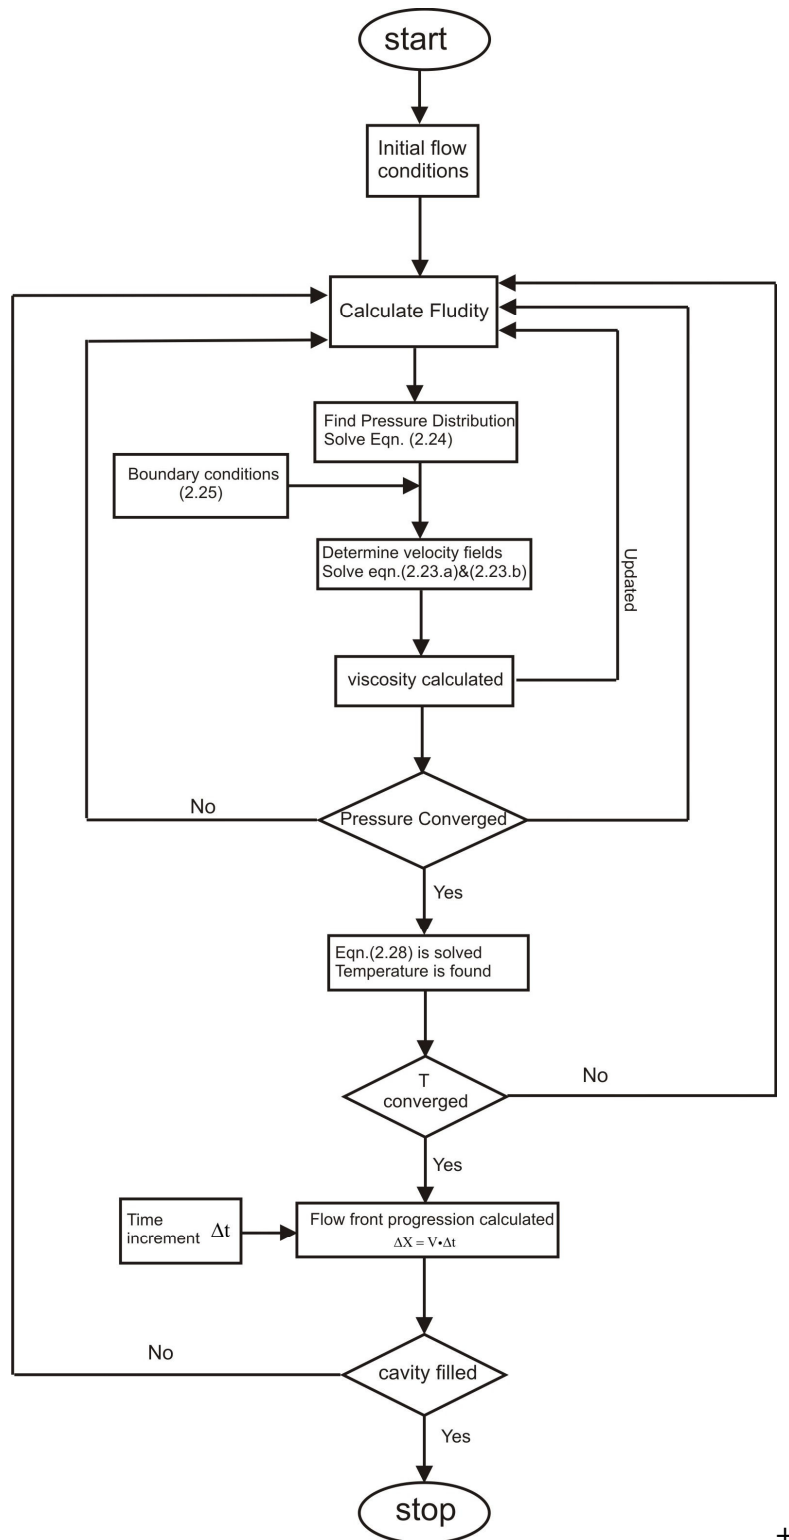 start
Initial flow
conditions
Calculate Fludity
Find Pressure Distribution
Solve Eqn. (2.24)
Boundary conditions
(2.25)
Determine velocity fields
Solve eqn.(2.23.a)&(2.23.b)
Updated
viscosity calculated
No
Pressure Converged
Yes
Eqn.(2.28) is solved
Temperature is found
T
converged
No
Yes
Time
increment Δt
Flow front progression calculated
ΔX = V•Δt
No
cavity filled
Yes
stop
+